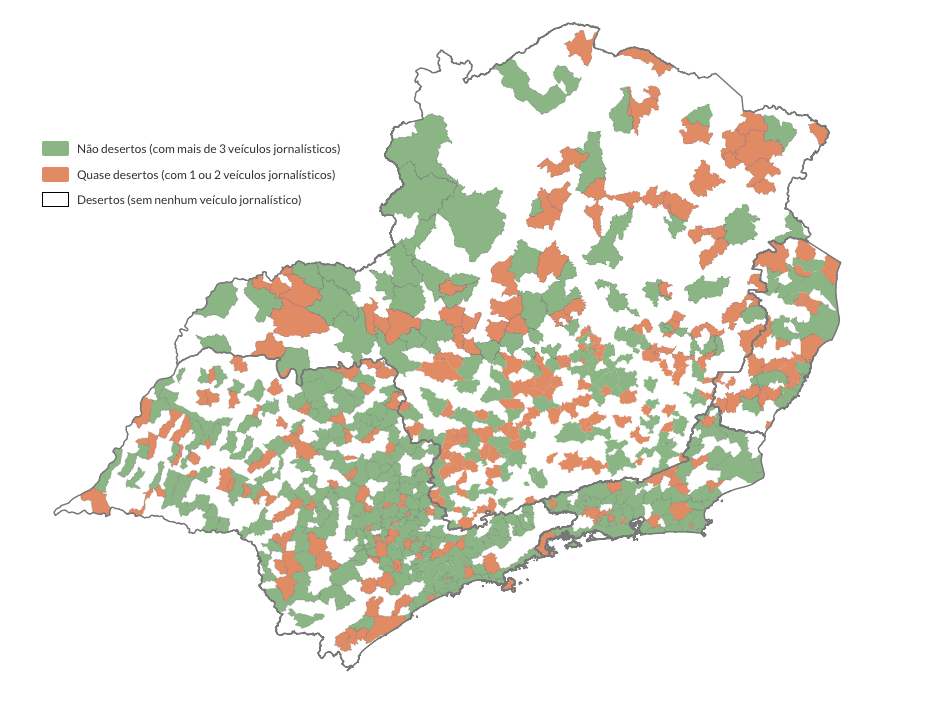 Não desertos (com mais de 3 veículos jornalísticos)
Quase desertos (com 1 ou 2 veículos jornalísticos)
Desertos (sem nenhum veículo jornalístico)